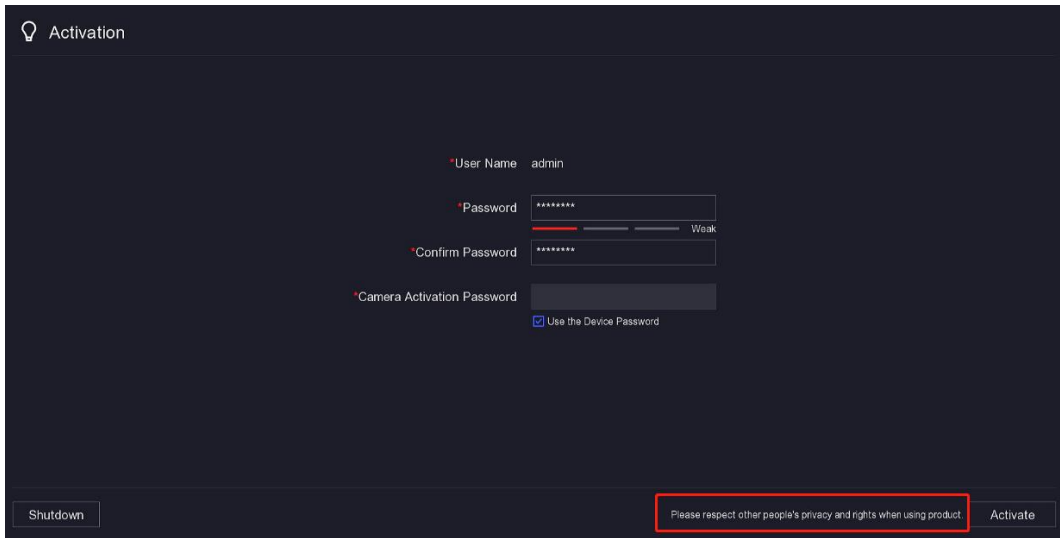 Activation
*User Name admin
*Password ********
Weak
*Confirm Password ********
*Camera Activation Password
Use the Device Password
Shutdown
Please respect other people's privacy and rights when using product.
Activate